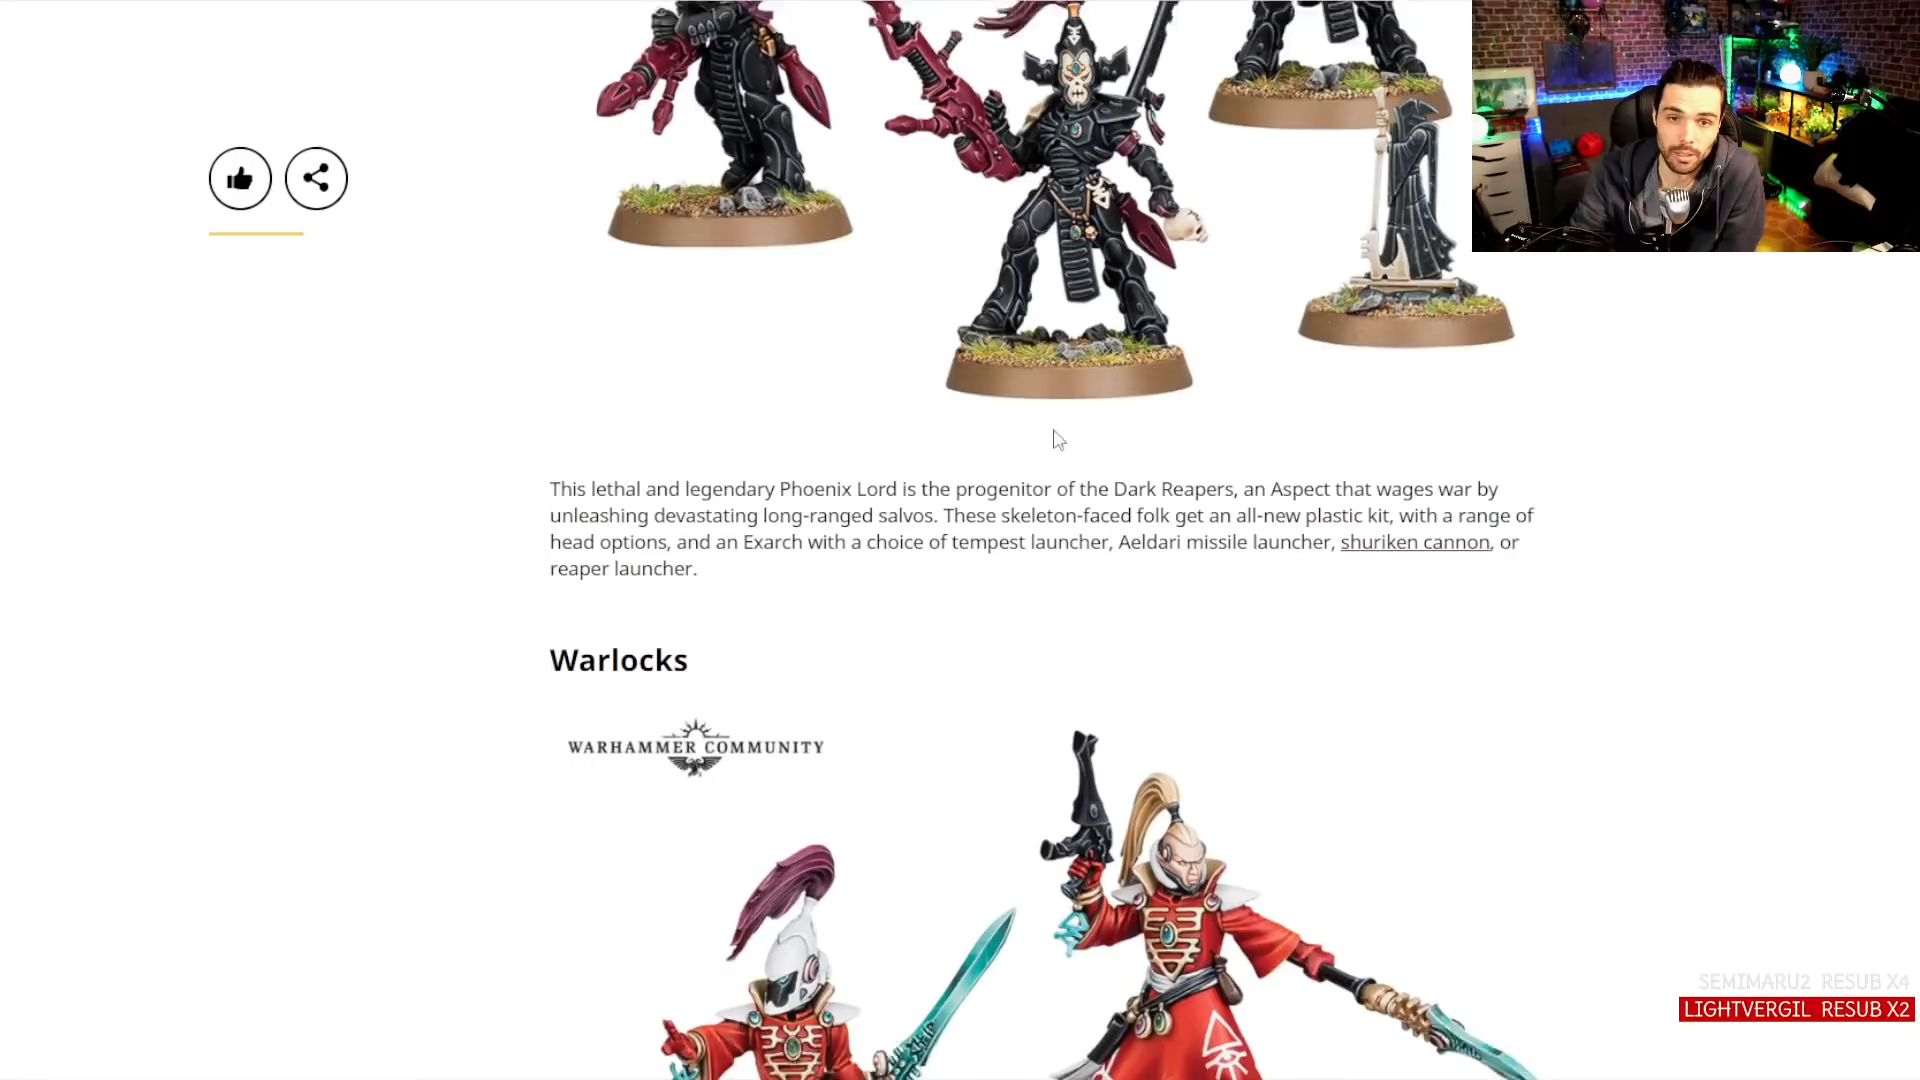 This lethal and legendary Phoenix Lord is the progenitor of the Dark Reapers, an Aspect that wages war by
unleashing devastating long-ranged salvos. These skeleton-faced folk get an all-new plastic kit, with a range of
head options, and an Exarch with a choice of tempest launcher, Aeldari missile launcher, shuriken cannon, or
reaper launcher.
Warlocks
WARHAMMER COMMUNITY
SEMIMARU2 RESUB X4
LIGHTVERGIL RESUB X2